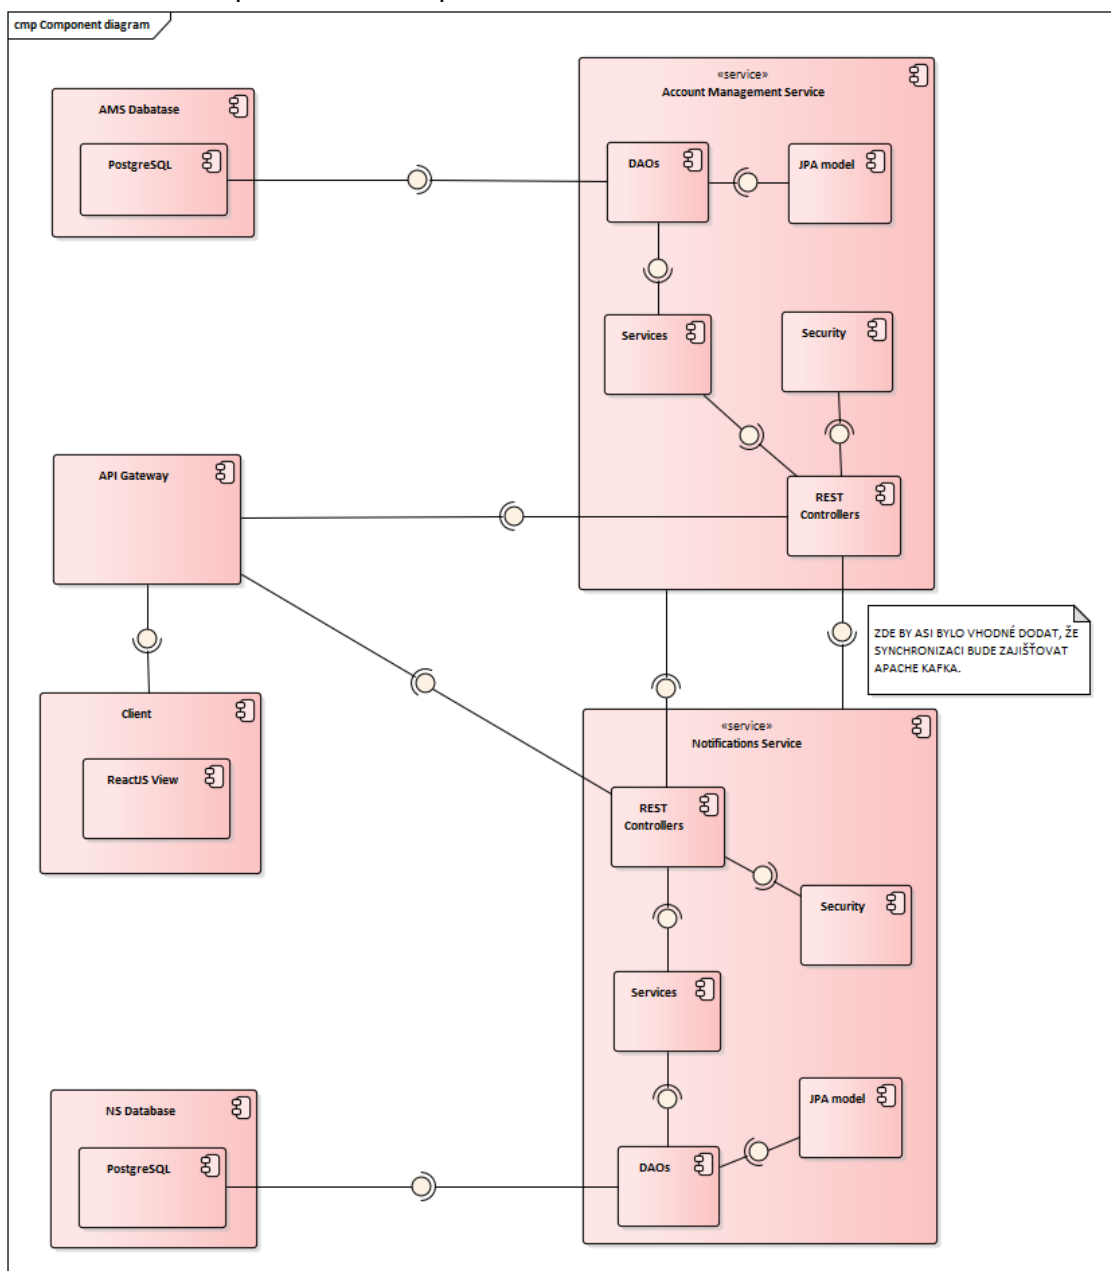 cmp Component diagram
«service»
Account Management Service
AMS Dabatase
PostgreSQL
DAOs
JPA model
Services
Security
API Gateway
REST
Controllers
ZDE BY ASI BYLO VHODNÉ DODAT, ŽE
SYNCHRONIZACI BUDE ZAJIŠŤOVAT
APACHE KAFKA.
Client
ReactJS View
«service»
Notifications Service
REST
Controllers
Security
Services
NS Database
PostgreSQL
JPA model
DAOs